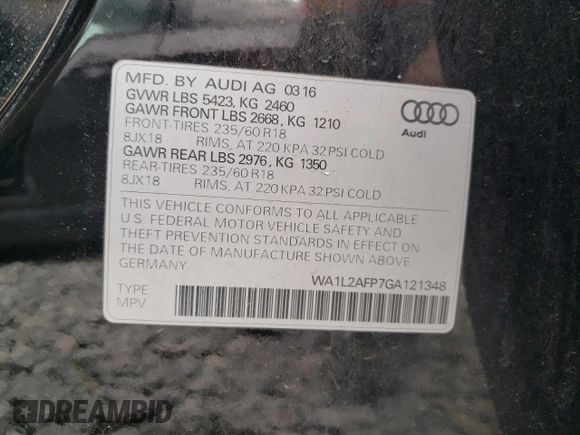 MFD. BY AUDI AG 03 16
GVWR LBS 5423, KG 2460
GAWR FRONT LBS 2668, KG 1210
FRONT-TIRES 235/60 R18
8JX18 RIMS, AT 220 KPA 32 PSI COLD
GAWR REAR LBS 2976, KG 1350
REAR-TIRES 235/60 R18
8JX18 RIMS, AT 220 KPA 32 PSI COLD
Audi
THIS VEHICLE CONFORMS TO ALL APPLICABLE
U.S. FEDERAL MOTOR VEHICLE SAFETY AND
THEFT PREVENTION STANDARDS IN EFFECT ON
THE DATE OF MANUFACTURE SHOWN ABOVE.
GERMANY
WA1L2AFP7GA121348
TYPE
MPV
DREAMBID